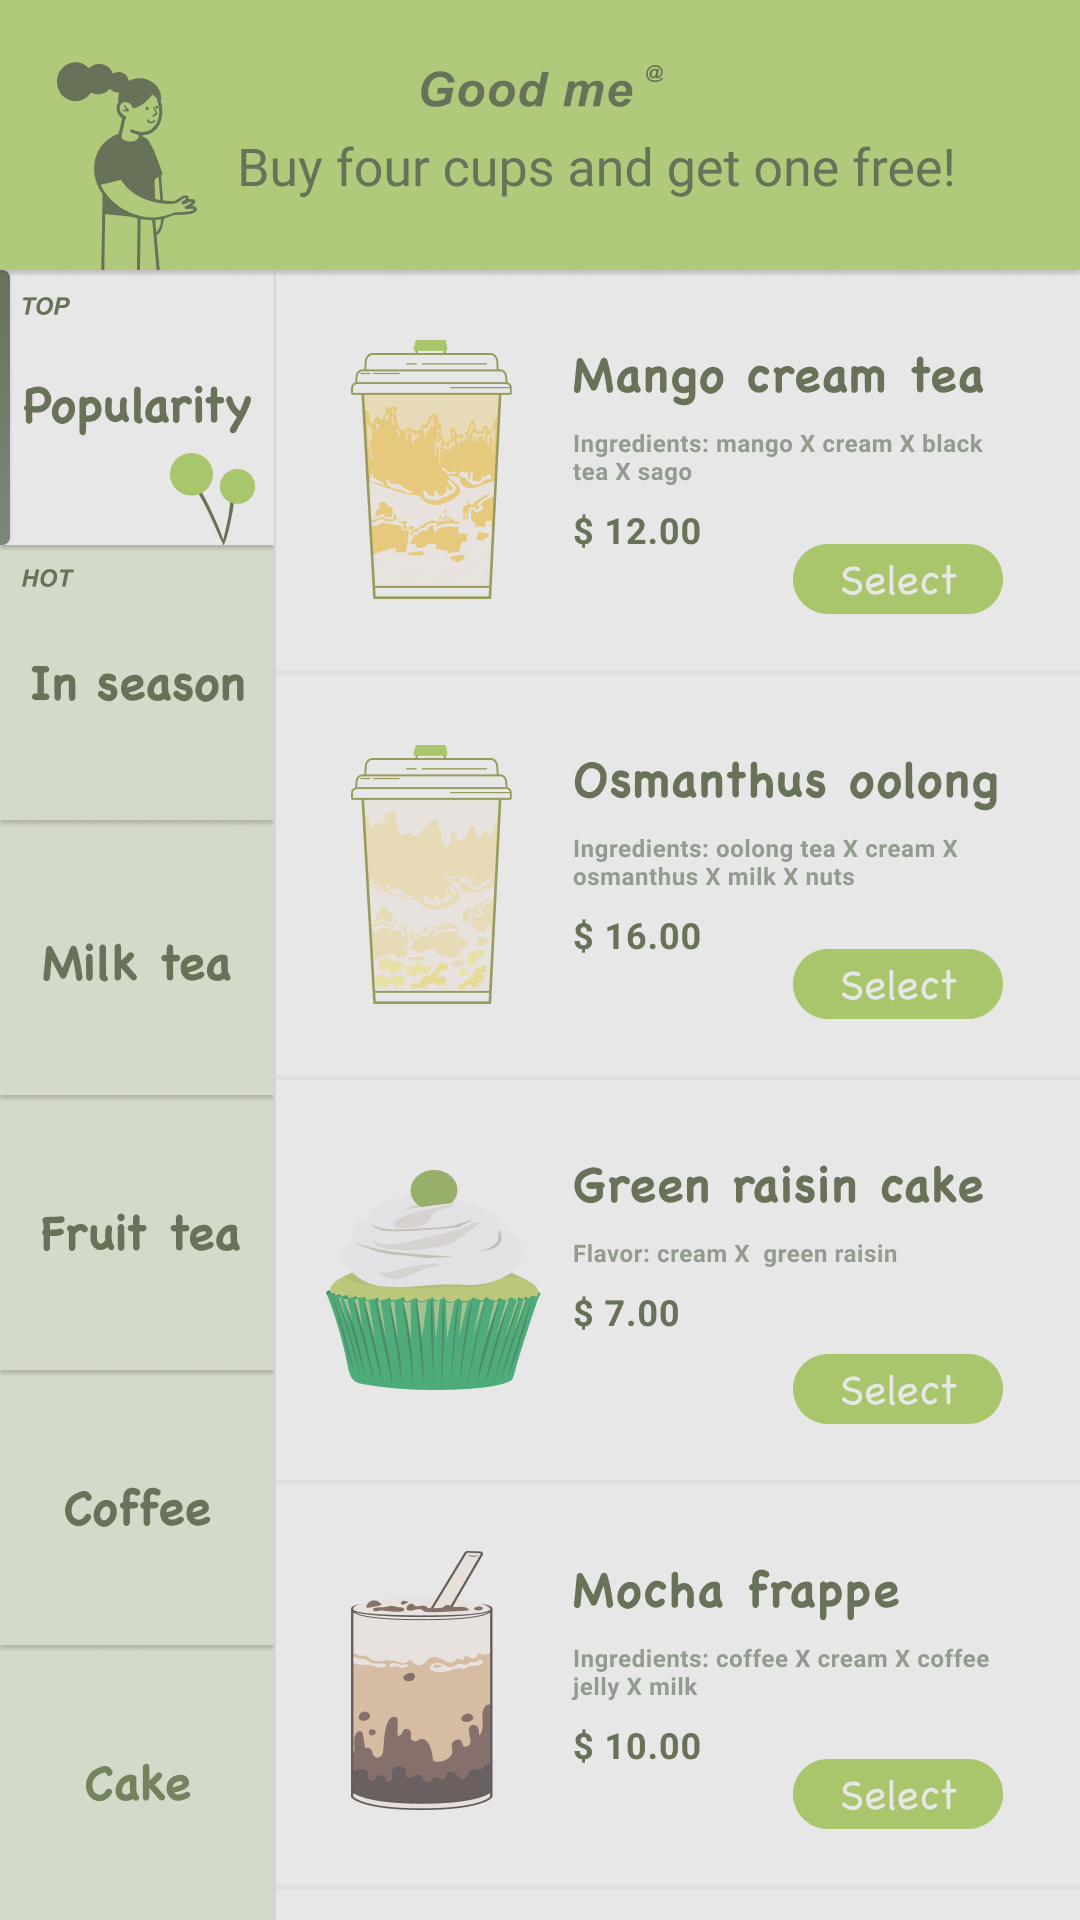 Good me @
Buy four cups and get one free!
TOP
Popularity
HOT
In season
Milk tea
Fruit tea
Coffee
Cake
Mango cream tea
Ingredients: mango X cream X black
tea X sago
$ 12.00
Select
Osmanthus oolong
Ingredients: oolong tea X cream X
osmanthus X milk X nuts
$ 16.00
Select
Green raisin cake
Flavor: cream X  green raisin
$ 7.00
Select
Mocha frappe
Ingredients: coffee X cream X coffee
jelly X milk
$ 10.00
Select